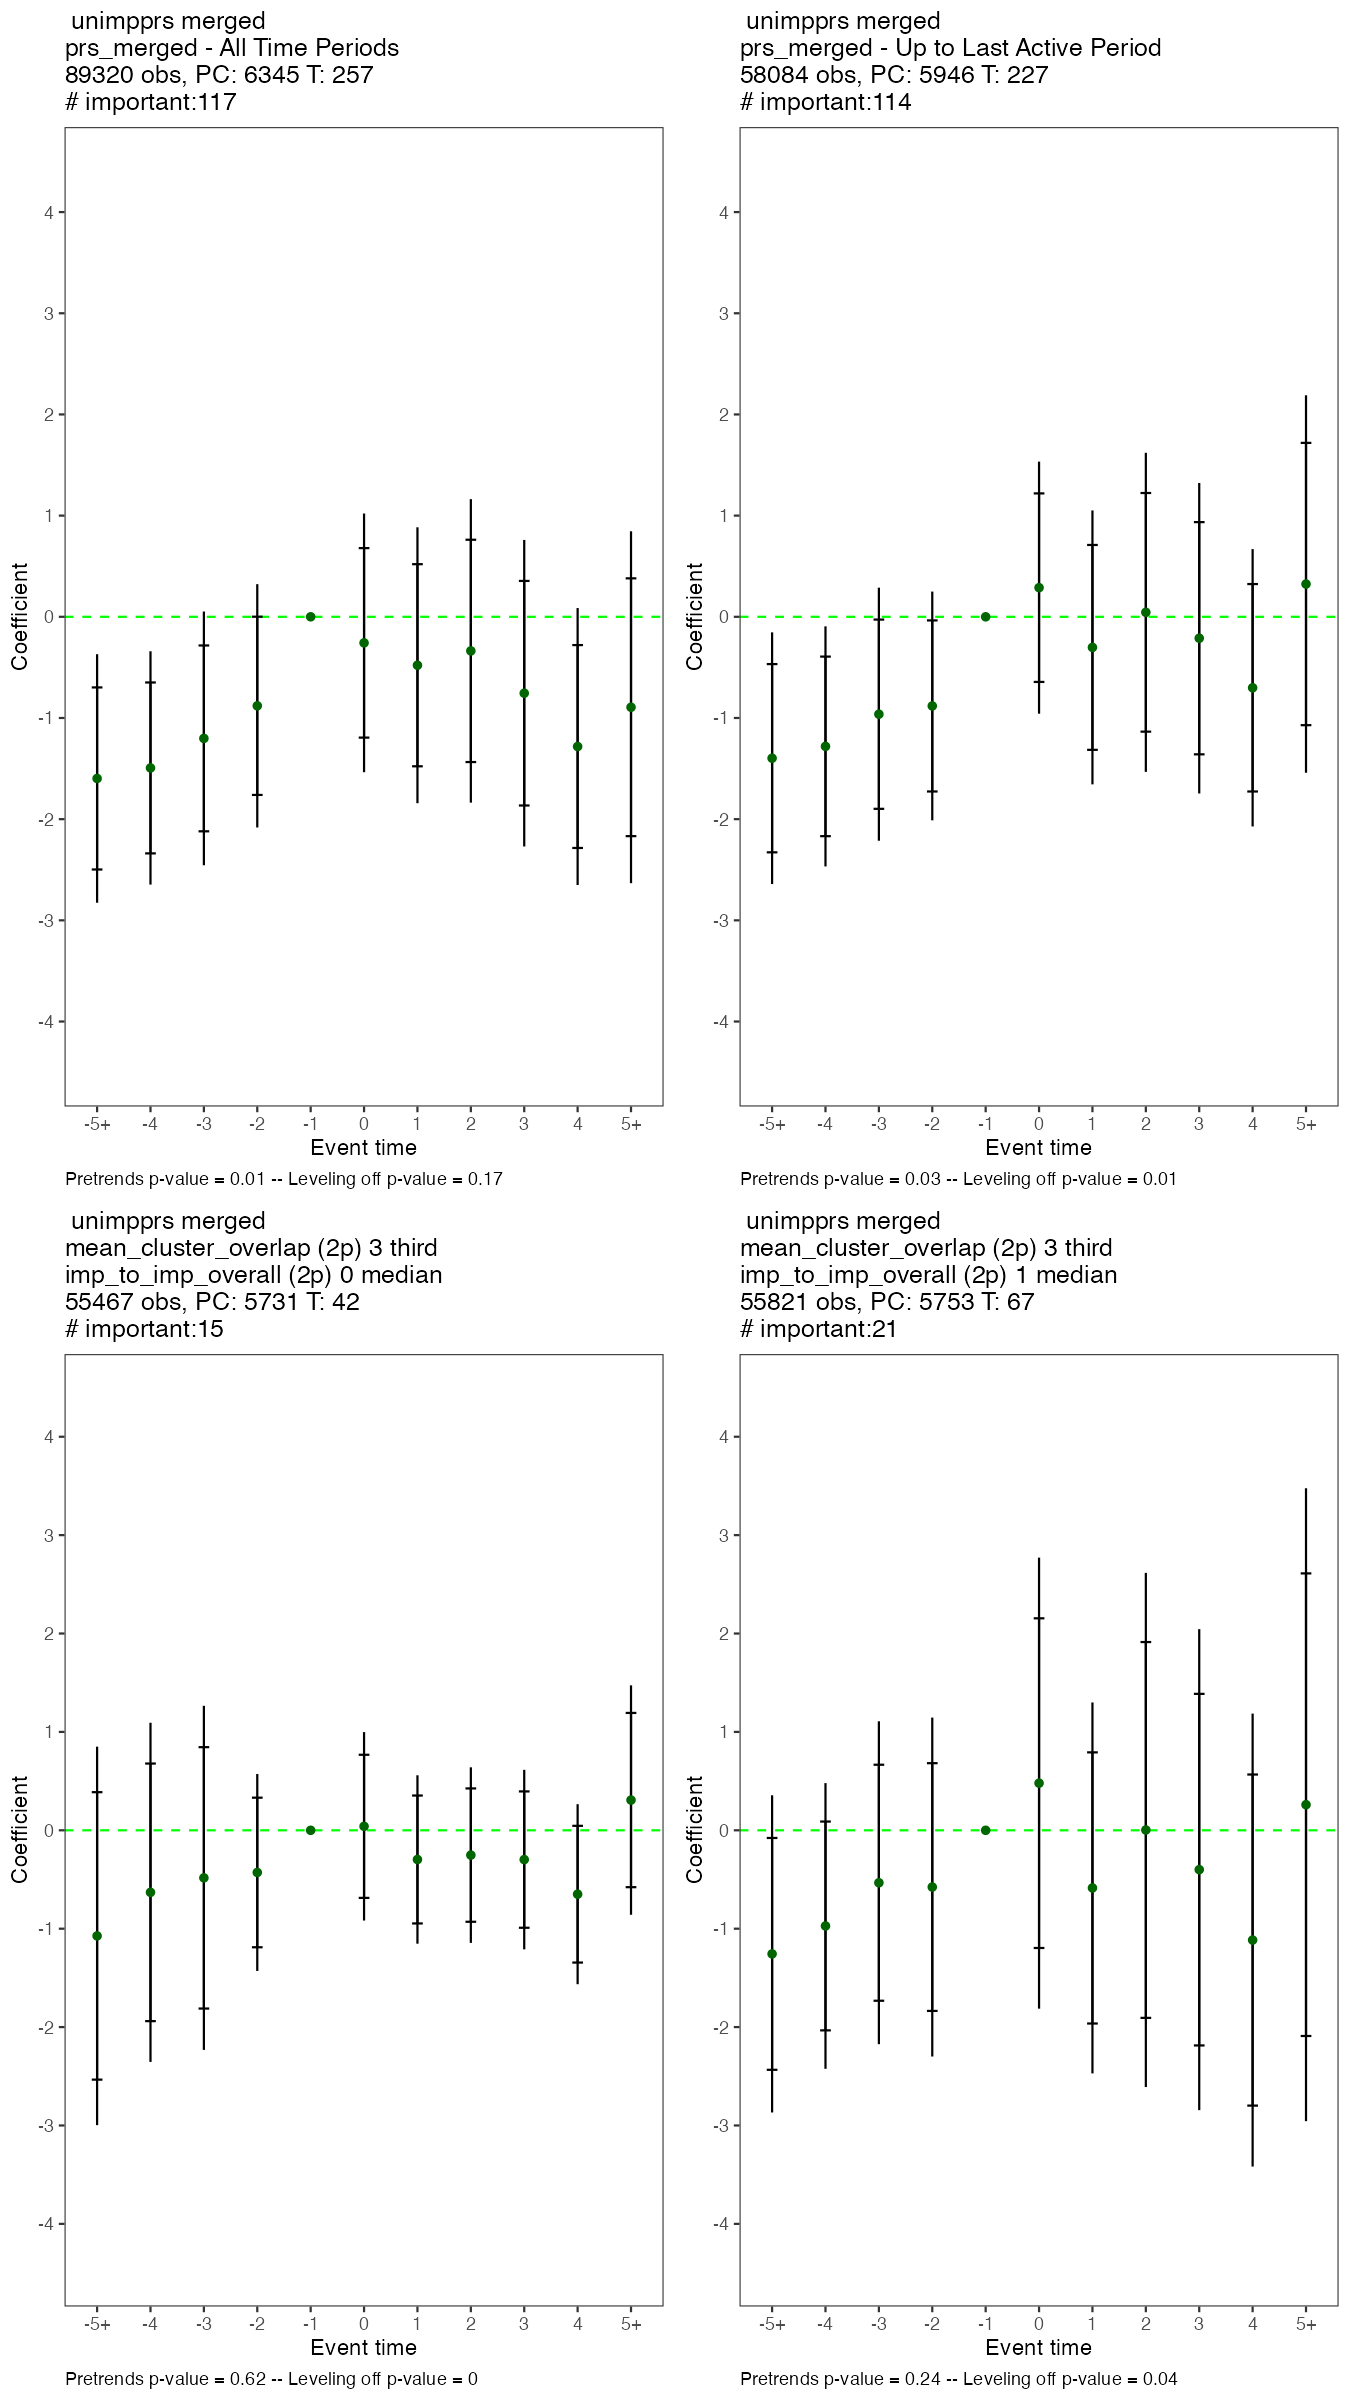 unimpprs merged
prs_merged - All Time Periods
89320 obs, PC: 6345 T: 257
# important:117
4
3
2
1
0
-1
-2
-3
-4
Coefficient
-5+ -4 -3 -2 -1 0 1 2 3 4 5+
Event time
Pretrends p-value = 0.01 -- Leveling off p-value = 0.17
unimpprs merged
prs_merged - Up to Last Active Period
58084 obs, PC: 5946 T: 227
# important:114
4
3
2
1
0
-1
-2
-3
-4
Coefficient
-5+ -4 -3 -2 -1 0 1 2 3 4 5+
Event time
Pretrends p-value = 0.03 -- Leveling off p-value = 0.01
unimpprs merged
mean_cluster_overlap (2p) 3 third
imp_to_imp_overall (2p) 0 median
55467 obs, PC: 5731 T: 42
# important:15
4
3
2
1
0
-1
-2
-3
-4
Coefficient
-5+ -4 -3 -2 -1 0 1 2 3 4 5+
Event time
Pretrends p-value = 0.62 -- Leveling off p-value = 0
unimpprs merged
mean_cluster_overlap (2p) 3 third
imp_to_imp_overall (2p) 1 median
55821 obs, PC: 5753 T: 67
# important:21
4
3
2
1
0
-1
-2
-3
-4
Coefficient
-5+ -4 -3 -2 -1 0 1 2 3 4 5+
Event time
Pretrends p-value = 0.24 -- Leveling off p-value = 0.04